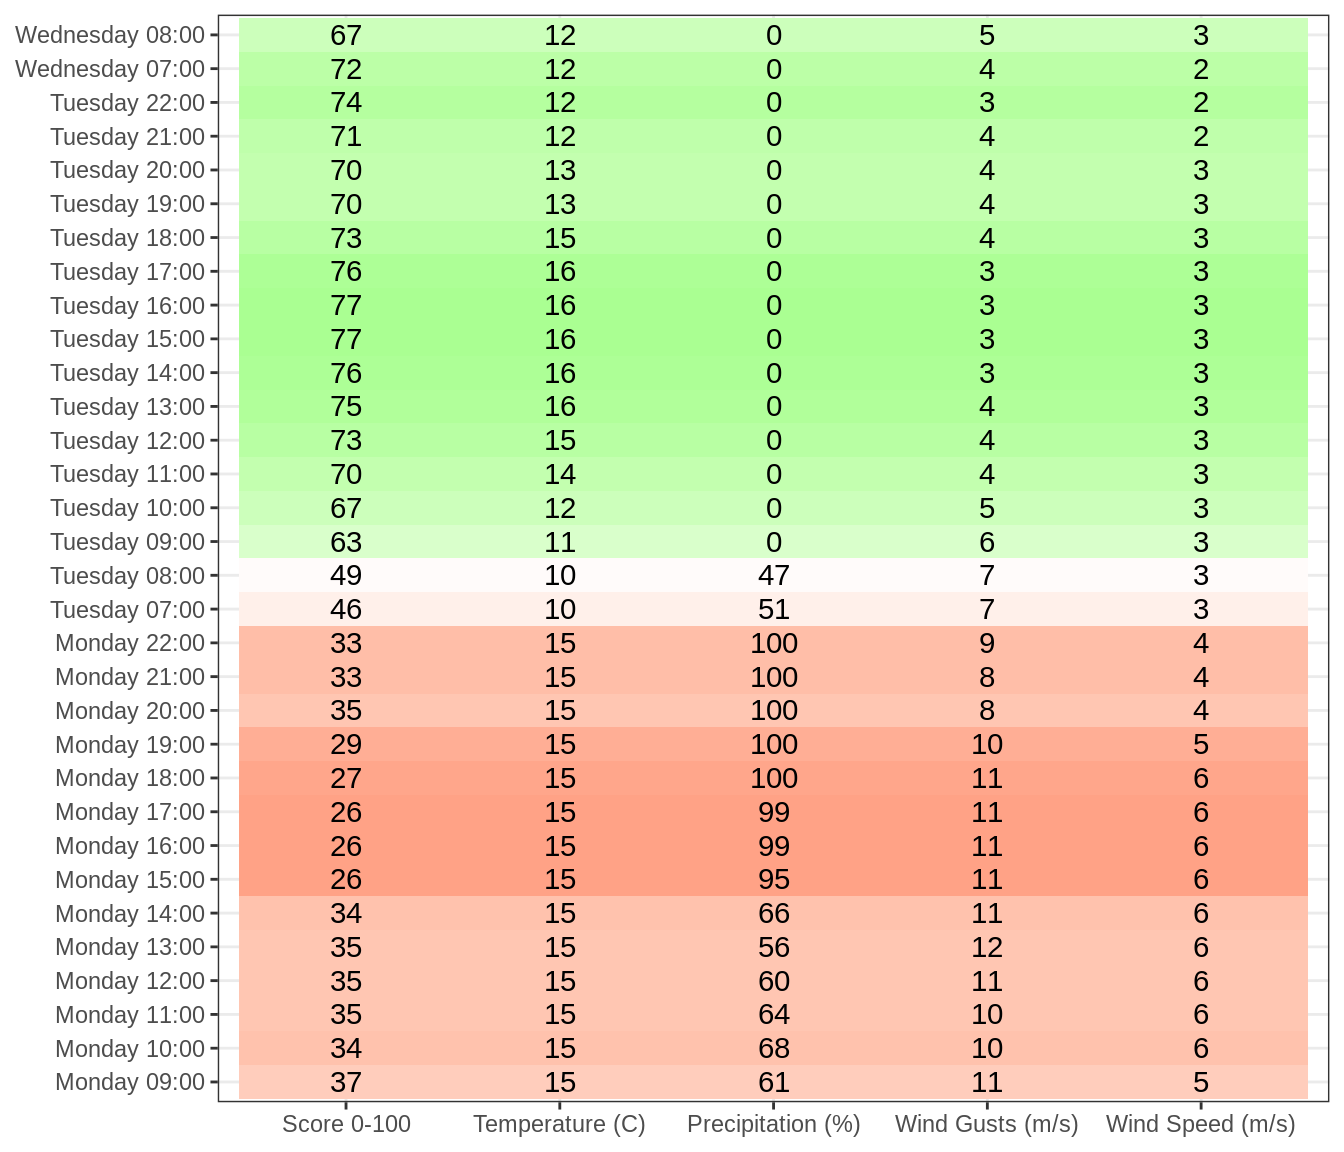 Wednesday 08:00 67 12 0 5 3
Wednesday 07:00 72 12 0 4 2
Tuesday 22:00 74 12 0 3 2
Tuesday 21:00 71 12 0 4 2
Tuesday 20:00 70 13 0 4 3
Tuesday 19:00 70 13 0 4 3
Tuesday 18:00 73 15 0 4 3
Tuesday 17:00 76 16 0 3 3
Tuesday 16:00 77 16 0 3 3
Tuesday 15:00 77 16 0 3 3
Tuesday 14:00 76 16 0 3 3
Tuesday 13:00 75 16 0 4 3
Tuesday 12:00 73 15 0 4 3
Tuesday 11:00 70 14 0 4 3
Tuesday 10:00 67 12 0 5 3
Tuesday 09:00 63 11 0 6 3
Tuesday 08:00 49 10 47 7 3
Tuesday 07:00 46 10 51 7 3
Monday 22:00 33 15 100 9 4
Monday 21:00 33 15 100 8 4
Monday 20:00 35 15 100 8 4
Monday 19:00 29 15 100 10 5
Monday 18:00 27 15 100 11 6
Monday 17:00 26 15 99 11 6
Monday 16:00 26 15 99 11 6
Monday 15:00 26 15 95 11 6
Monday 14:00 34 15 66 11 6
Monday 13:00 35 15 56 12 6
Monday 12:00 35 15 60 11 6
Monday 11:00 35 15 64 10 6
Monday 10:00 34 15 68 10 6
Monday 09:00 37 15 61 11 5
Score 0-100 Temperature (C) Precipitation (%) Wind Gusts (m/s) Wind Speed (m/s)